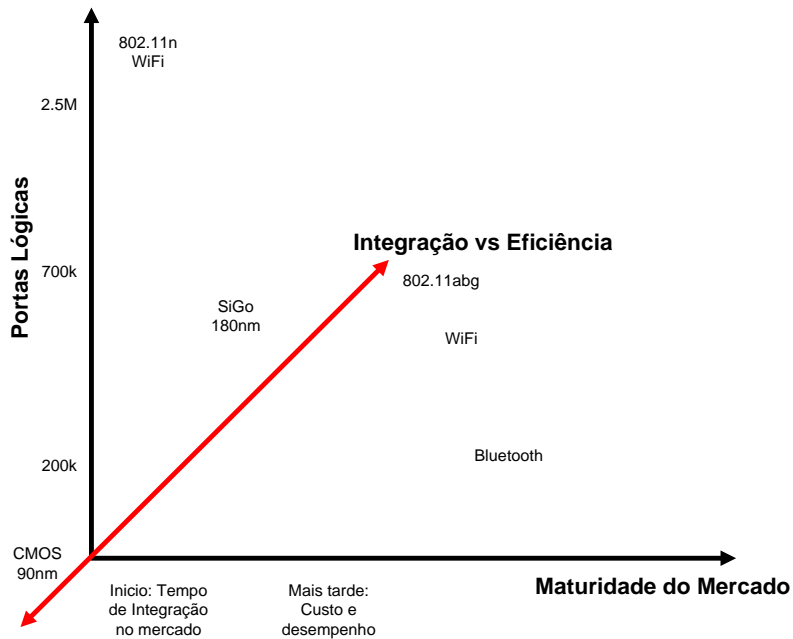 802.11n
WiFi
2.5M
Portas Lógicas
Integração vs Eficiência
700k
802.11abg
SiGo
180nm
WiFi
Bluetooth
200k
CMOS
90nm
Maturidade do Mercado
Inicio: Tempo
de Integração
no mercado
Mais tarde:
Custo e
desempenho